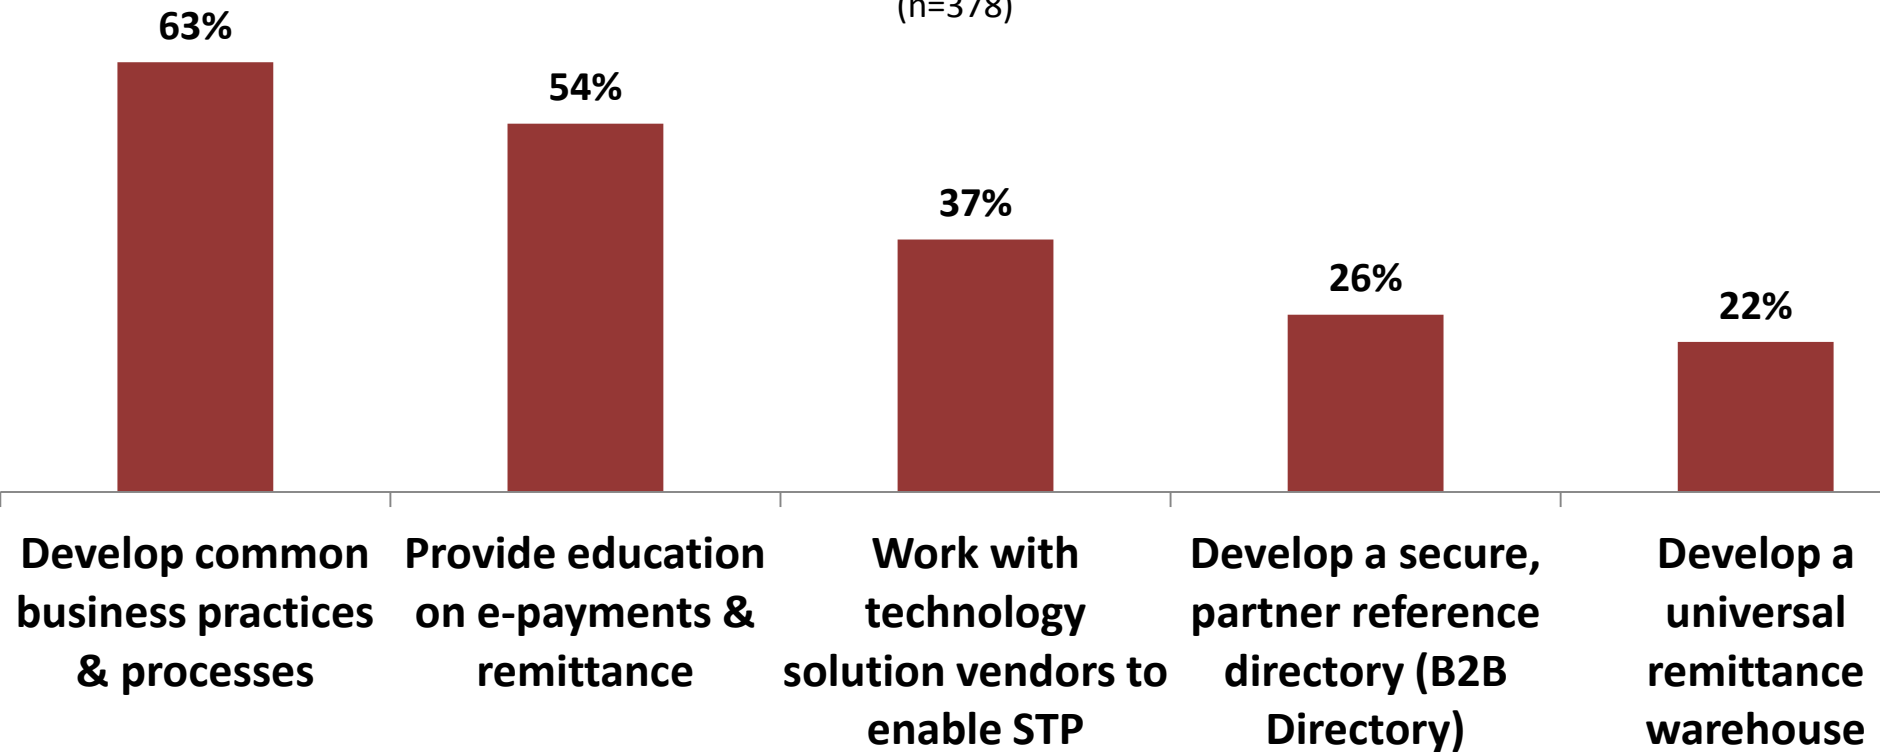 (n=378)
63%
54%
37%
26%
22%
Develop common
business practices
& processes
Provide education
on e-payments &
remittance
Work with
technology
solution vendors to
enable STP
Develop a secure,
partner reference
directory (B2B
Directory)
Develop a
universal
remittance
warehouse